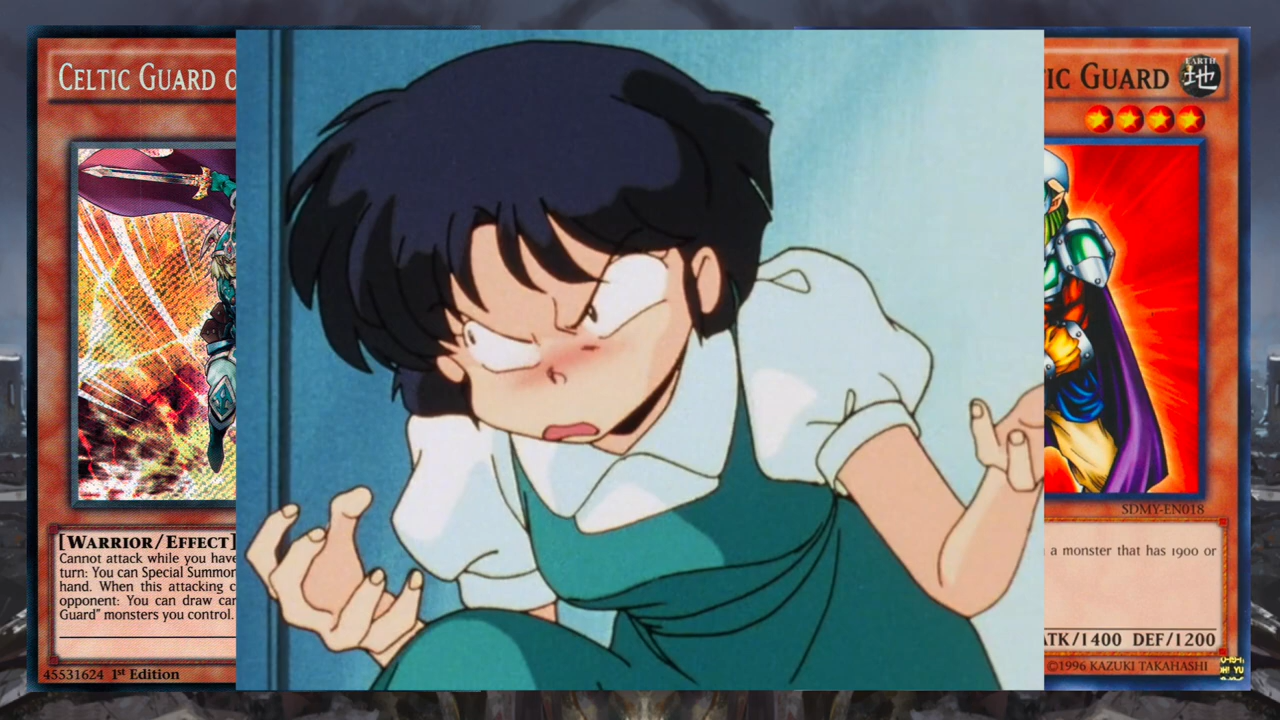 CELTIC GUARD O
[WARRIOR/EFFECT]
Cannot attack while you have
turn: You can Special Summon
hand. When this attacking c
opponent: You can draw car
Guard" monsters you control.
45531624 1st Edition
IC GUARD
EARTH
地
SDMY-EN018
a monster that has 1900 or
ATK/1400 DEF/1200
©1996 KAZUKI TAKAHASHI